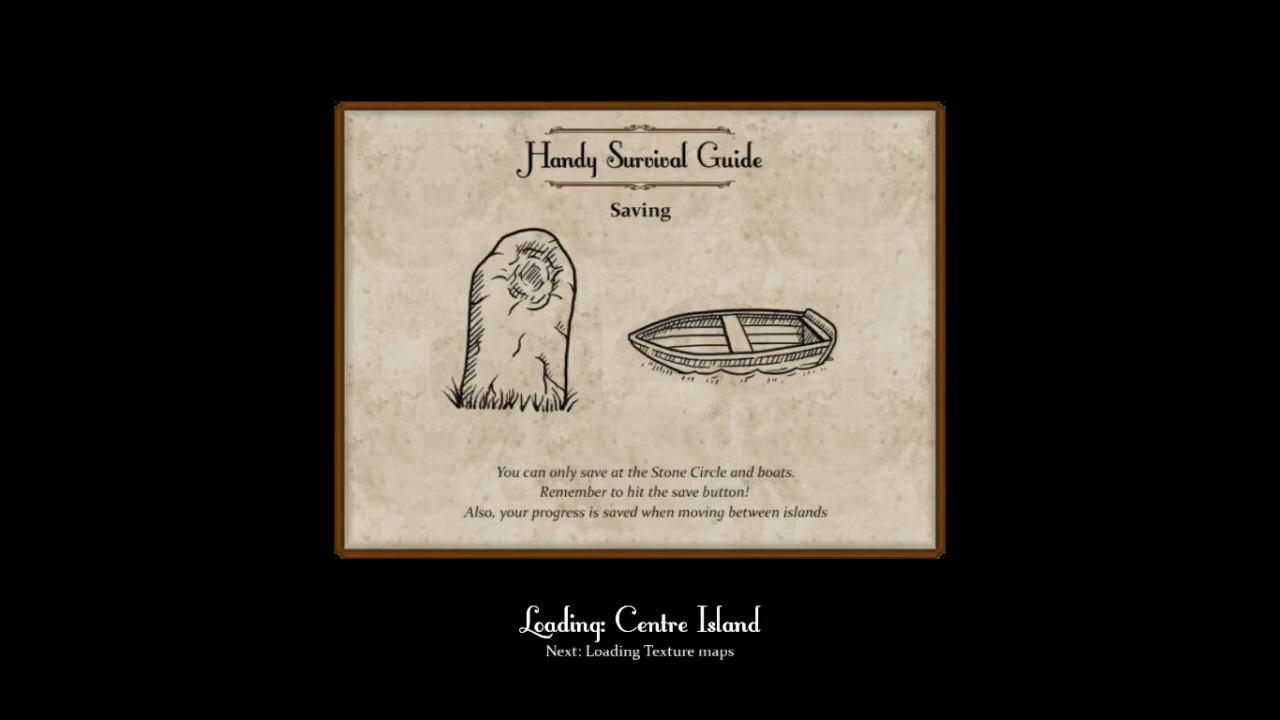 Handy Survival Guide
Saving
You can only save at the Stone Circle and boats.
Remember to hit the save button!
Also, your progress is saved when moving between islands
Loading: Centre Island
Next: Loading Texture maps